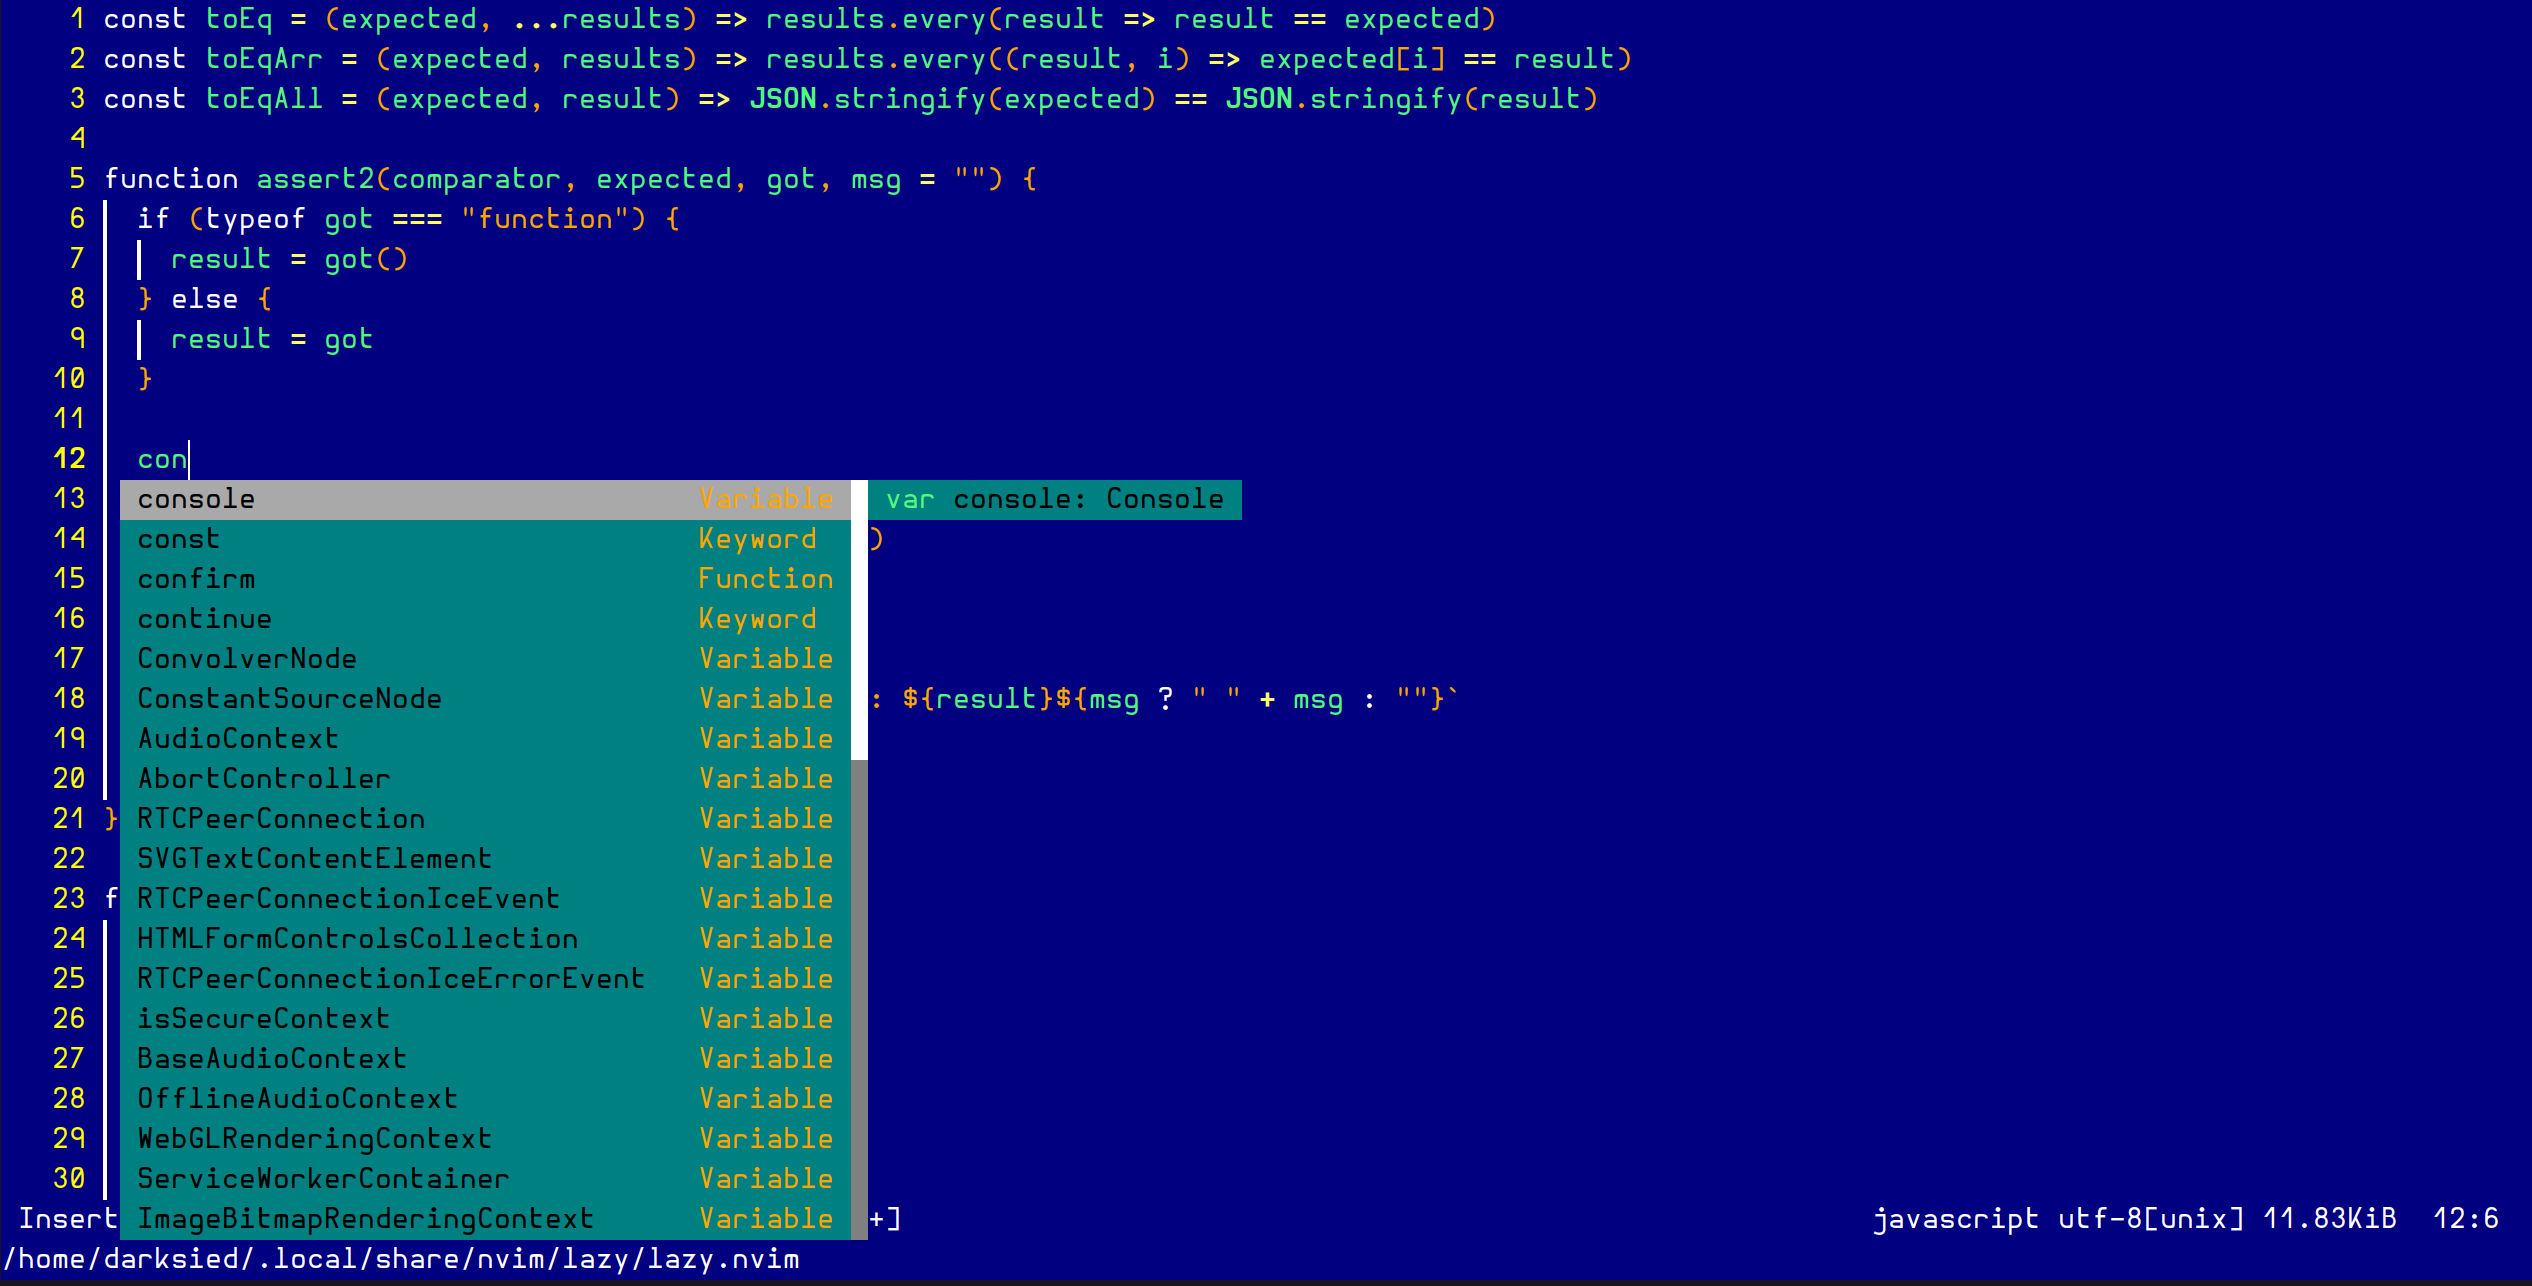 1 const toEq = (expected, ...results) => results.every(result => result == expected)
2 const toEqArr = (expected, results) => results.every((result, i) => expected[i] == result)
3 const toEqAll = (expected, result) => JSON.stringify(expected) == JSON.stringify(result)
4
5 function assert2(comparator, expected, got, msg = "") {
6 if (typeof got === "function") {
7 result = got()
8 } else {
9 result = got
10 }
11
12 con
13 console Variable var console: Console
14 const Keyword )
15 confirm Function
16 continue Keyword
17 ConvolverNode Variable
18 ConstantSourceNode Variable : ${result}${msg ? " " + msg : ""}`
19 AudioContext Variable
20 AbortController Variable
21 } RTCPeerConnection Variable
22 SVGTextContentElement Variable
23 f RTCPeerConnectionIceEvent Variable
24 HTMLFormControlsCollection Variable
25 RTCPeerConnectionIceErrorEvent Variable
26 isSecureContext Variable
27 BaseAudioContext Variable
28 OfflineAudioContext Variable
29 WebGLRenderingContext Variable
30 ServiceWorkerContainer Variable
Insert ImageBitmapRenderingContext Variable +] javascript utf-8[unix] 11.83KiB 12:6
/home/darksied/.local/share/nvim/lazy/lazy.nvim